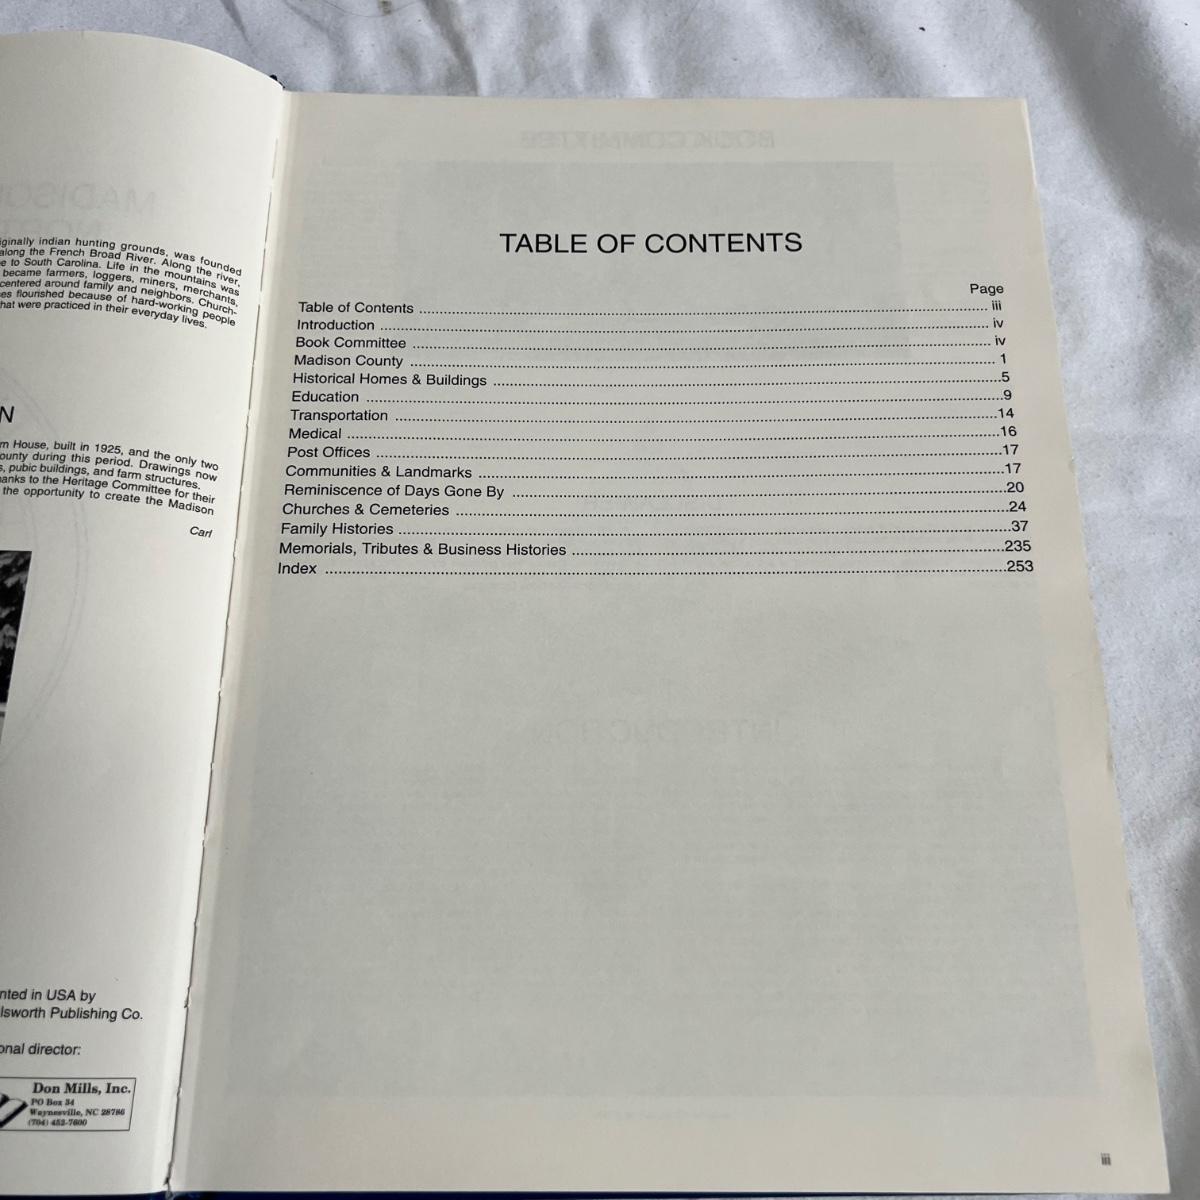 iginally indian hunting grounds, was founded
along the French Broad River. Along the river,
e to South Carolina. Life in the mountains was
became farmers, loggers, miners, merchants,
centered around family and neighbors. Church-
es flourished because of hard-working people
hat were practiced in their everyday lives.
N
m House, built in 1925, and the only two
ounty during this period. Drawings now
s, pubic buildings, and farm structures.
hanks to the Heritage Committee for their
the opportunity to create the Madison
Carl
nted in USA by
lsworth Publishing Co.
onal director:
Don Mills, Inc.
PO Box 34
Waynesville, NC 28786
(704) 452-7600
TABLE OF CONTENTS
Page
Table of Contents ........ iii
Introduction ........ iv
Book Committee ........ iv
Madison County ........ 1
Historical Homes & Buildings ........ 5
Education ........ 9
Transportation ........ 14
Medical ........ 16
Post Offices ........ 17
Communities & Landmarks ........ 17
Reminiscence of Days Gone By ........ 20
Churches & Cemeteries ........ 24
Family Histories ........ 37
Memorials, Tributes & Business Histories ........ 235
Index ........ 253
iii